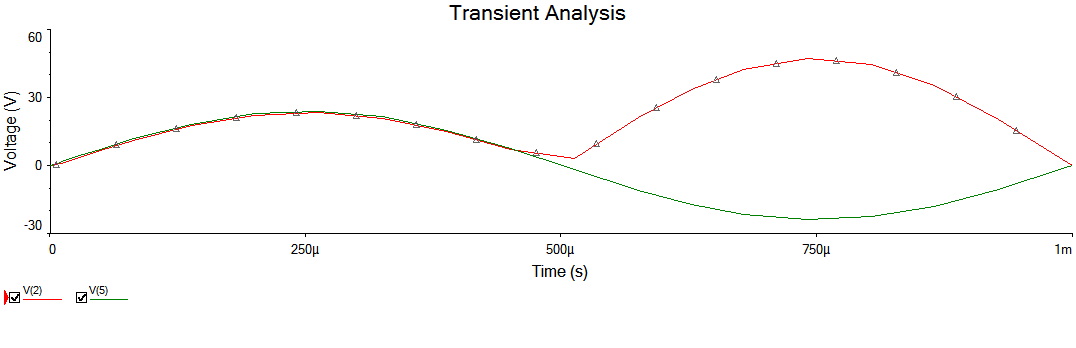 Transient Analysis
60
30
0
-30
Voltage (V)
0
250µ
500µ
750µ
1m
Time (s)
V(2) V(5)